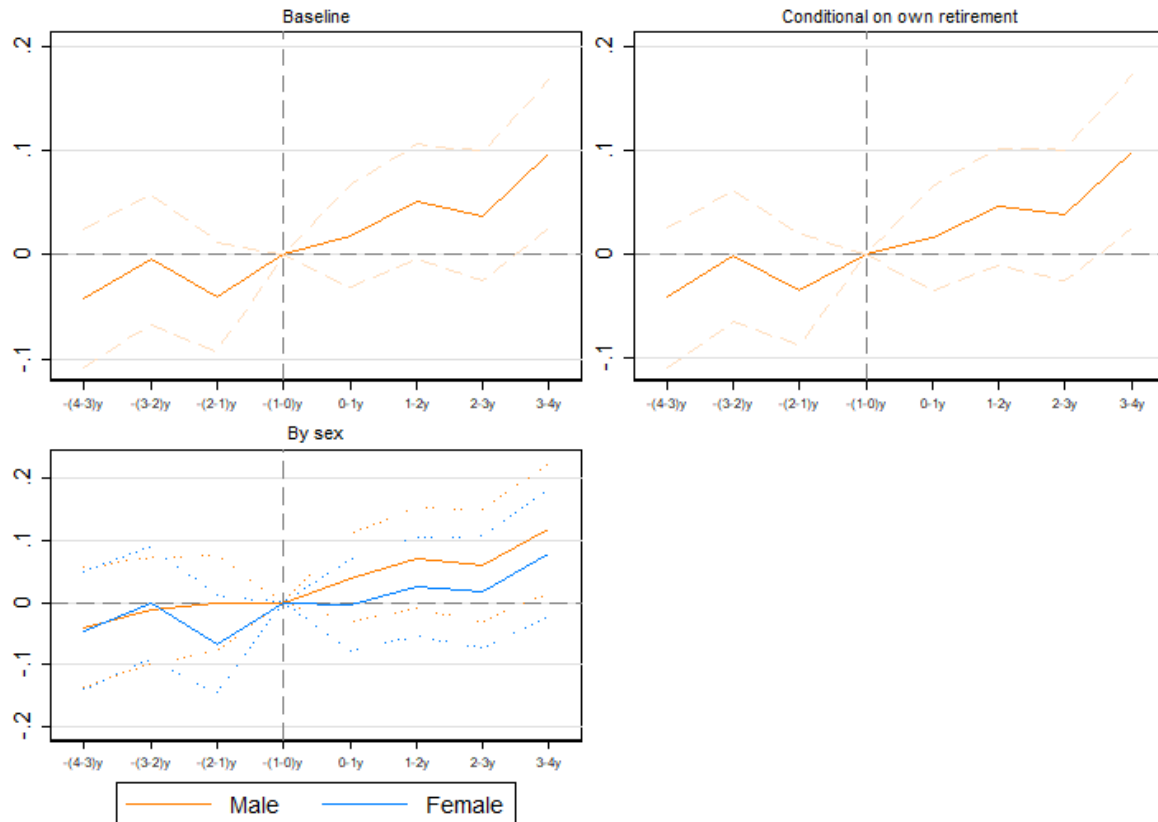 Baseline
.2
.1
0
-.1
-(4-3)y -(3-2)y -(2-1)y -(1-0)y 0-1y 1-2y 2-3y 3-4y
Conditional on own retirement
.2
.1
0
-.1
-(4-3)y -(3-2)y -(2-1)y -(1-0)y 0-1y 1-2y 2-3y 3-4y
By sex
.2
.1
0
-.1
-.2
-(4-3)y -(3-2)y -(2-1)y -(1-0)y 0-1y 1-2y 2-3y 3-4y
Male Female